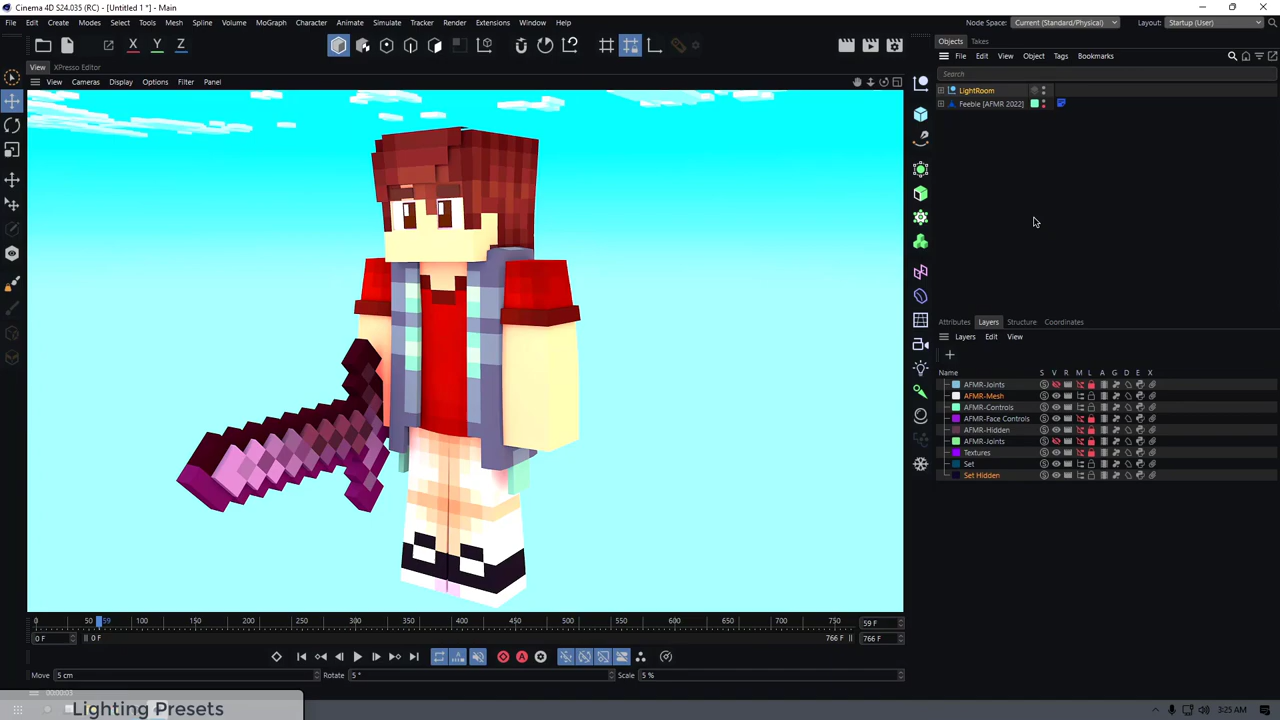 Cinema 4D S24.035 (RC) - [Untitled 1 *] - Main
File Edit Create Modes Select Tools Mesh Spline Volume MoGraph Character Animate Simulate Tracker Render Extensions Window Help
Node Space: Current (Standard/Physical) Layout: Startup (User)
View XPresso Editor
Objects Takes
View Cameras Display Options Filter Panel
File Edit View Object Tags Bookmarks
Search
LightRoom
Feebie [AFMR 2022]
Attributes Layers Structure Coordinates
Layers Edit View
Name S V R M L A G D E X
AFMR-Joints
AFMR-Mesh
AFMR-Controls
AFMR-Face Controls
AFMR-Hidden
AFMR-Joints
Textures
Set
Set Hidden
0 50 59 100 150 200 250 300 350 400 450 500 550 600 650 700 750 59 F
0 F 0 F 766 F 766 F
Move 5 cm Rotate 5 ° Scale 5 %
00:00:03
Lighting Presets
3:25 AM